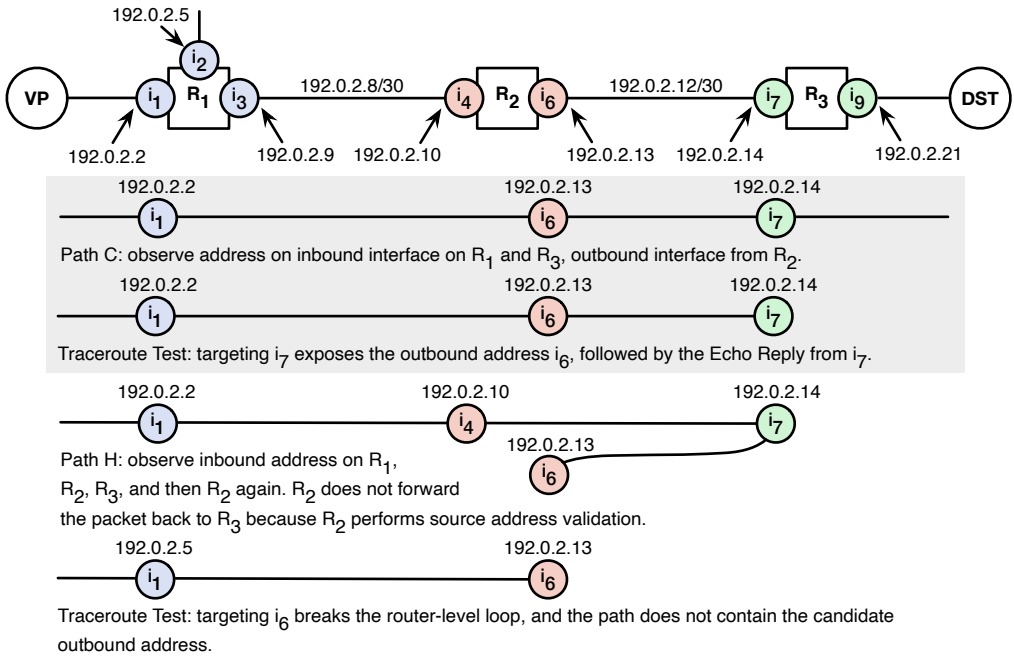 192.0.2.5
i2
VP i1 R1 i3 192.0.2.8/30 i4 R2 i6 192.0.2.12/30 i7 R3 i9 DST
192.0.2.2 192.0.2.9 192.0.2.10 192.0.2.13 192.0.2.14 192.0.2.21
192.0.2.2 192.0.2.13 192.0.2.14
i1 i6 i7
Path C: observe address on inbound interface on R1 and R3, outbound interface from R2.
192.0.2.2 192.0.2.13 192.0.2.14
i1 i6 i7
Traceroute Test: targeting i7 exposes the outbound address i6, followed by the Echo Reply from i7.
192.0.2.2 192.0.2.10 192.0.2.14
i1 i4 i7
192.0.2.13
i6
Path H: observe inbound address on R1,
R2, R3, and then R2 again. R2 does not forward
the packet back to R3 because R2 performs source address validation.
192.0.2.5 192.0.2.13
i1 i6
Traceroute Test: targeting i6 breaks the router-level loop, and the path does not contain the candidate
outbound address.